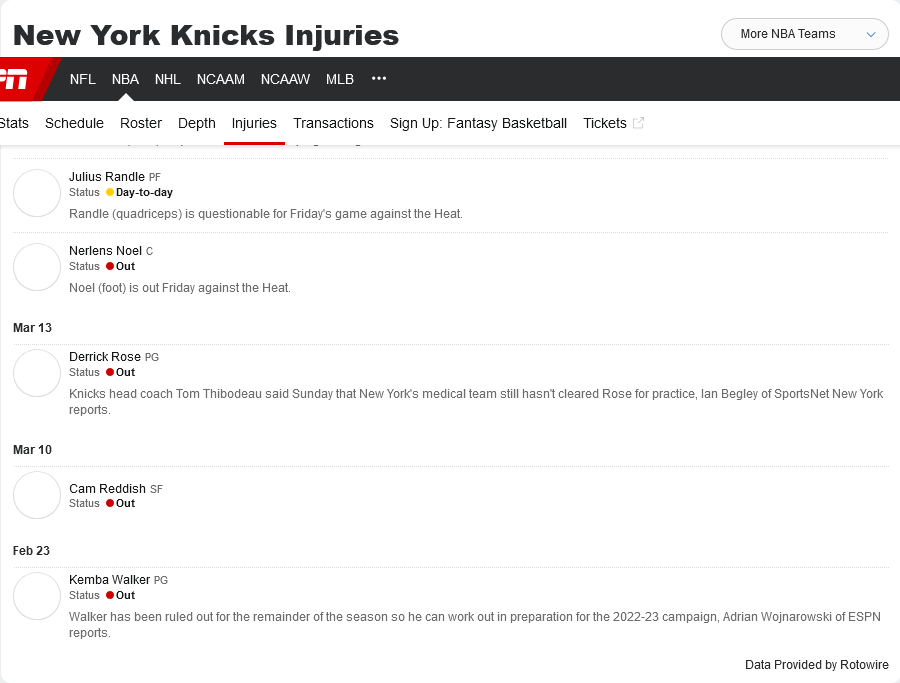 New York Knicks Injuries
More NBA Teams
NFL NBA NHL NCAAM NCAAW MLB •••
Stats Schedule Roster Depth Injuries Transactions Sign Up: Fantasy Basketball Tickets
Julius Randle PF
Status Day-to-day
Randle (quadriceps) is questionable for Friday's game against the Heat.
Nerlens Noel C
Status Out
Noel (foot) is out Friday against the Heat.
Mar 13
Derrick Rose PG
Status Out
Knicks head coach Tom Thibodeau said Sunday that New York's medical team still hasn't cleared Rose for practice, Ian Begley of SportsNet New York
reports.
Mar 10
Cam Reddish SF
Status Out
Feb 23
Kemba Walker PG
Status Out
Walker has been ruled out for the remainder of the season so he can work out in preparation for the 2022-23 campaign, Adrian Wojnarowski of ESPN
reports.
Data Provided by Rotowire